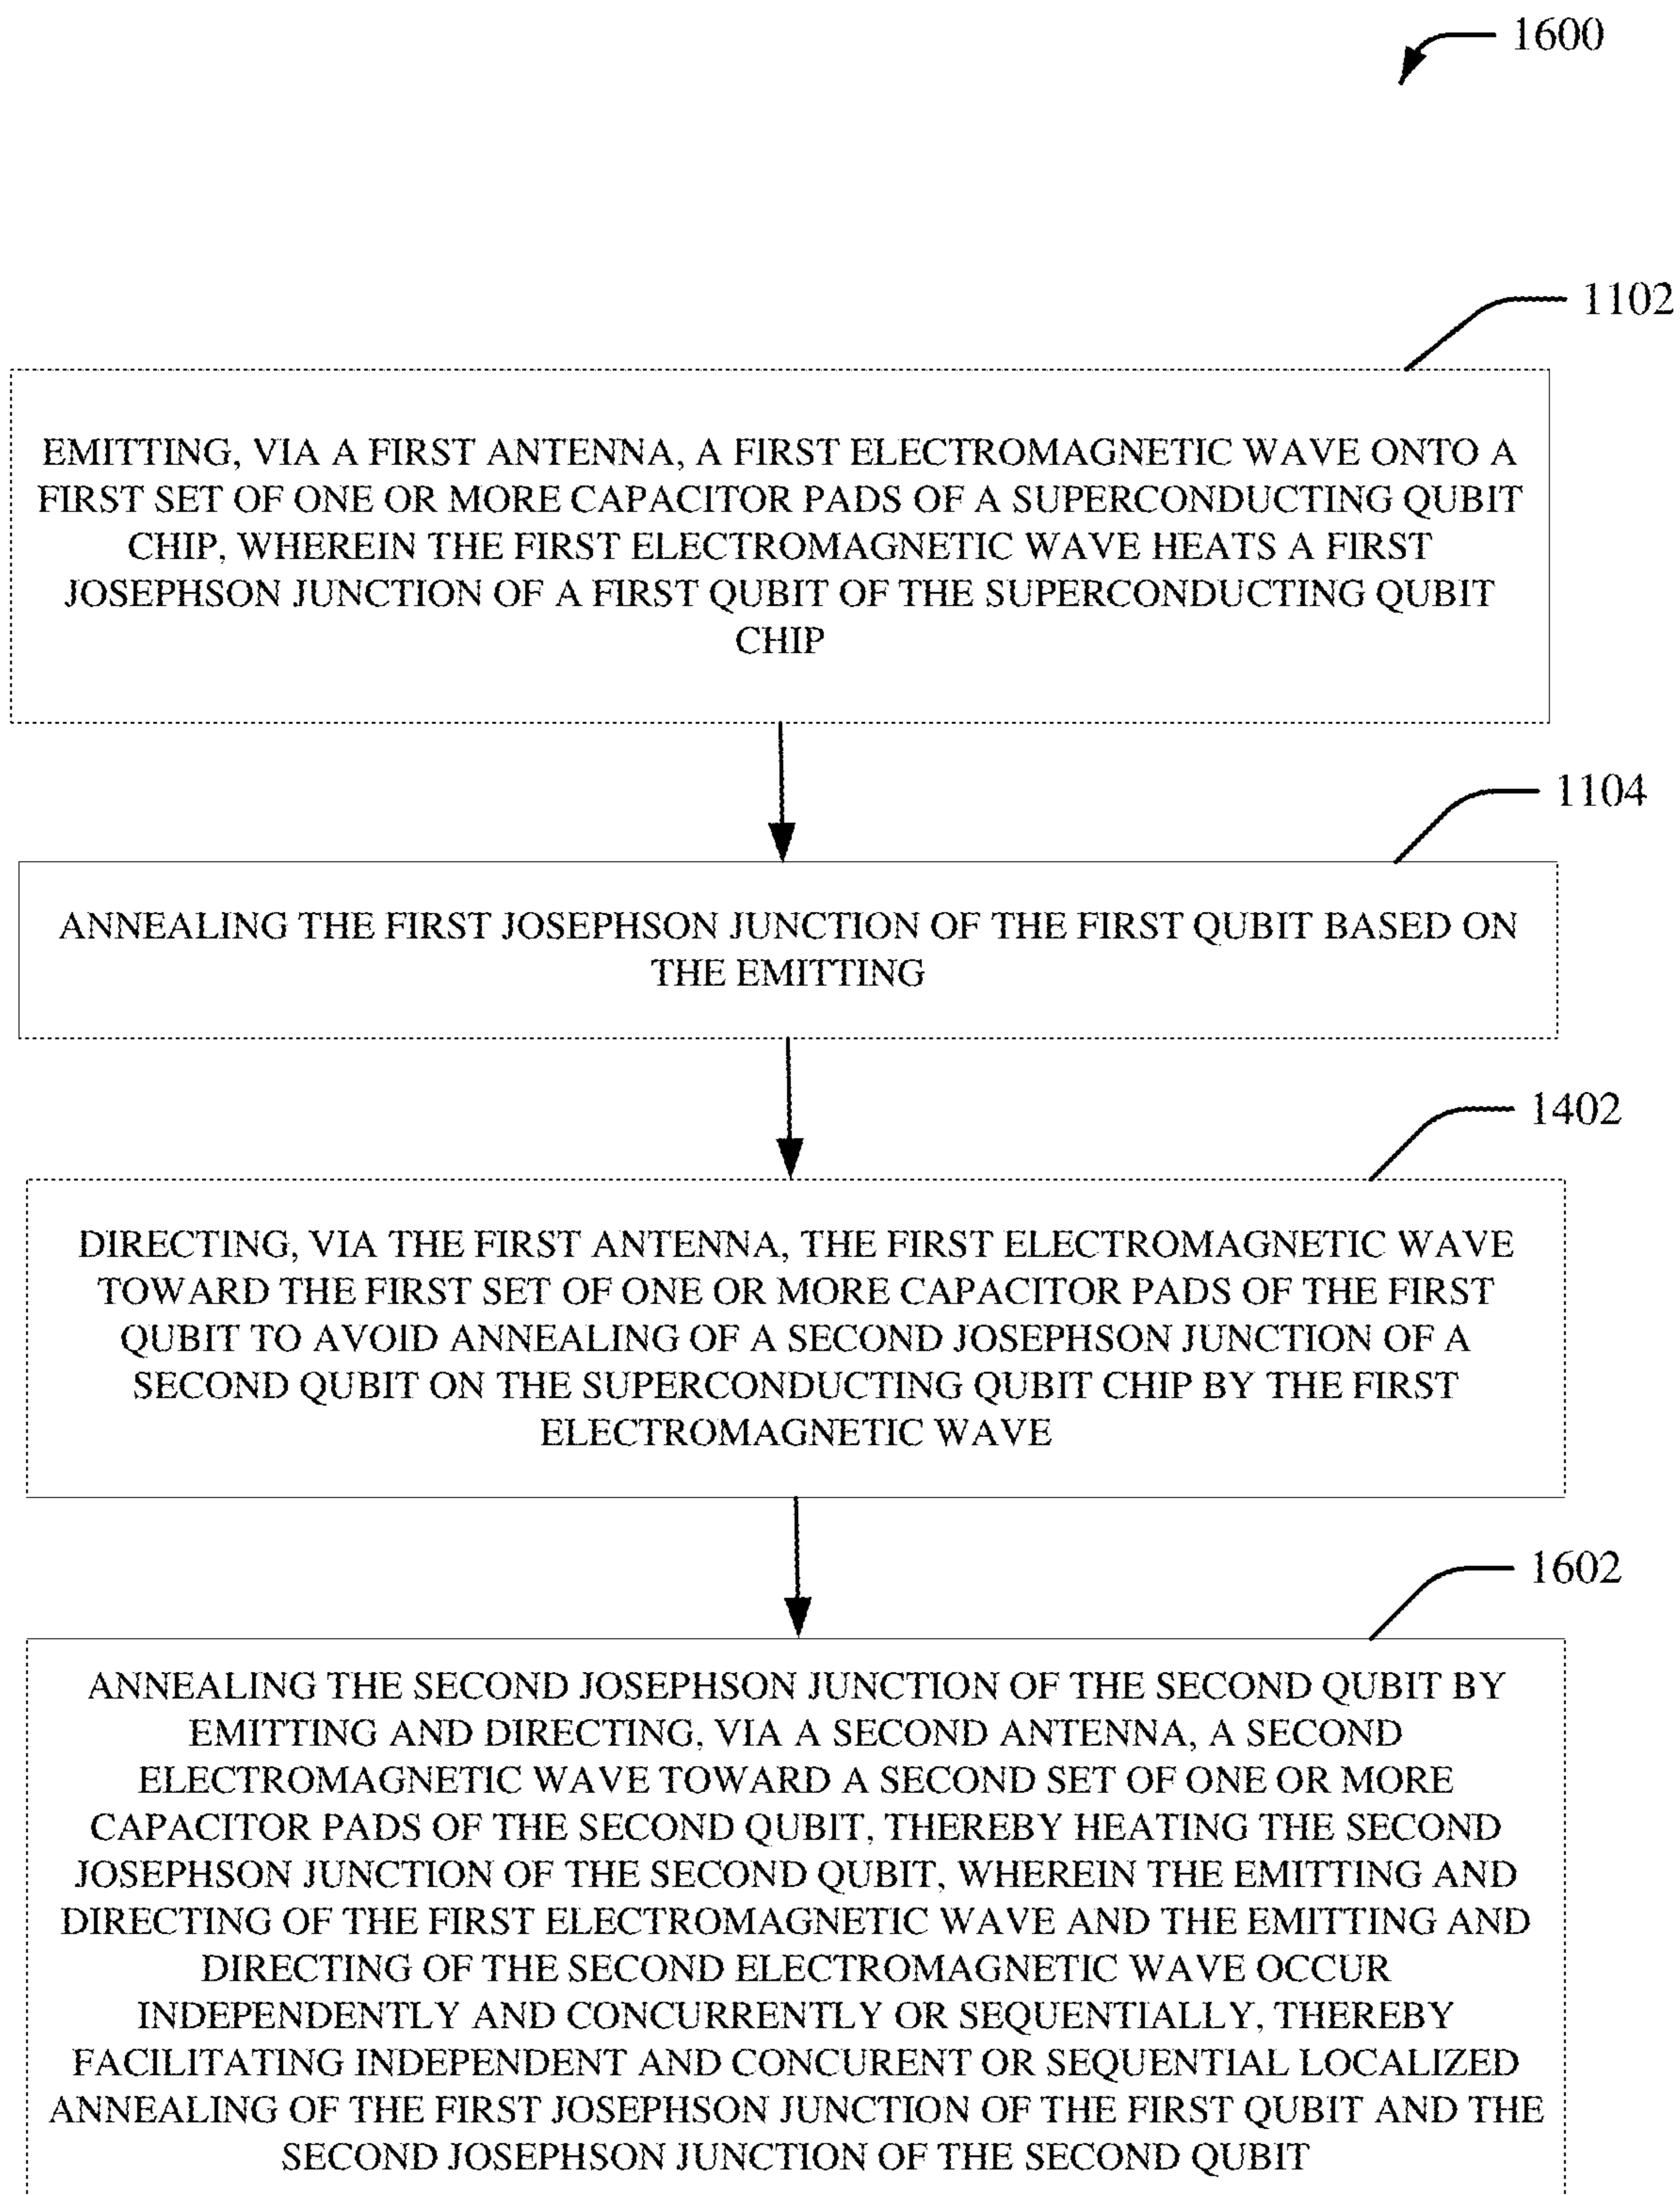 1600
1102
EMITTING, VIA A FIRST ANTENNA, A FIRST ELECTROMAGNETIC WAVE ONTO A
FIRST SET OF ONE OR MORE CAPACITOR PADS OF A SUPERCONDUCTING QUBIT
CHIP, WHEREIN THE FIRST ELECTROMAGNETIC WAVE HEATS A FIRST
JOSEPHSON JUNCTION OF A FIRST QUBIT OF THE SUPERCONDUCTING QUBIT
CHIP
1104
ANNEALING THE FIRST JOSEPHSON JUNCTION OF THE FIRST QUBIT BASED ON
THE EMITTING
1402
DIRECTING, VIA THE FIRST ANTENNA, THE FIRST ELECTROMAGNETIC WAVE
TOWARD THE FIRST SET OF ONE OR MORE CAPACITOR PADS OF THE FIRST
QUBIT TO AVOID ANNEALING OF A SECOND JOSEPHSON JUNCTION OF A
SECOND QUBIT ON THE SUPERCONDUCTING QUBIT CHIP BY THE FIRST
ELECTROMAGNETIC WAVE
1602
ANNEALING THE SECOND JOSEPHSON JUNCTION OF THE SECOND QUBIT BY
EMITTING AND DIRECTING, VIA A SECOND ANTENNA, A SECOND
ELECTROMAGNETIC WAVE TOWARD A SECOND SET OF ONE OR MORE
CAPACITOR PADS OF THE SECOND QUBIT, THEREBY HEATING THE SECOND
JOSEPHSON JUNCTION OF THE SECOND QUBIT, WHEREIN THE EMITTING AND
DIRECTING OF THE FIRST ELECTROMAGNETIC WAVE AND THE EMITTING AND
DIRECTING OF THE SECOND ELECTROMAGNETIC WAVE OCCUR
INDEPENDENTLY AND CONCURRENTLY OR SEQUENTIALLY, THEREBY
FACILITATING INDEPENDENT AND CONCURENT OR SEQUENTIAL LOCALIZED
ANNEALING OF THE FIRST JOSEPHSON JUNCTION OF THE FIRST QUBIT AND THE
SECOND JOSEPHSON JUNCTION OF THE SECOND QUBIT